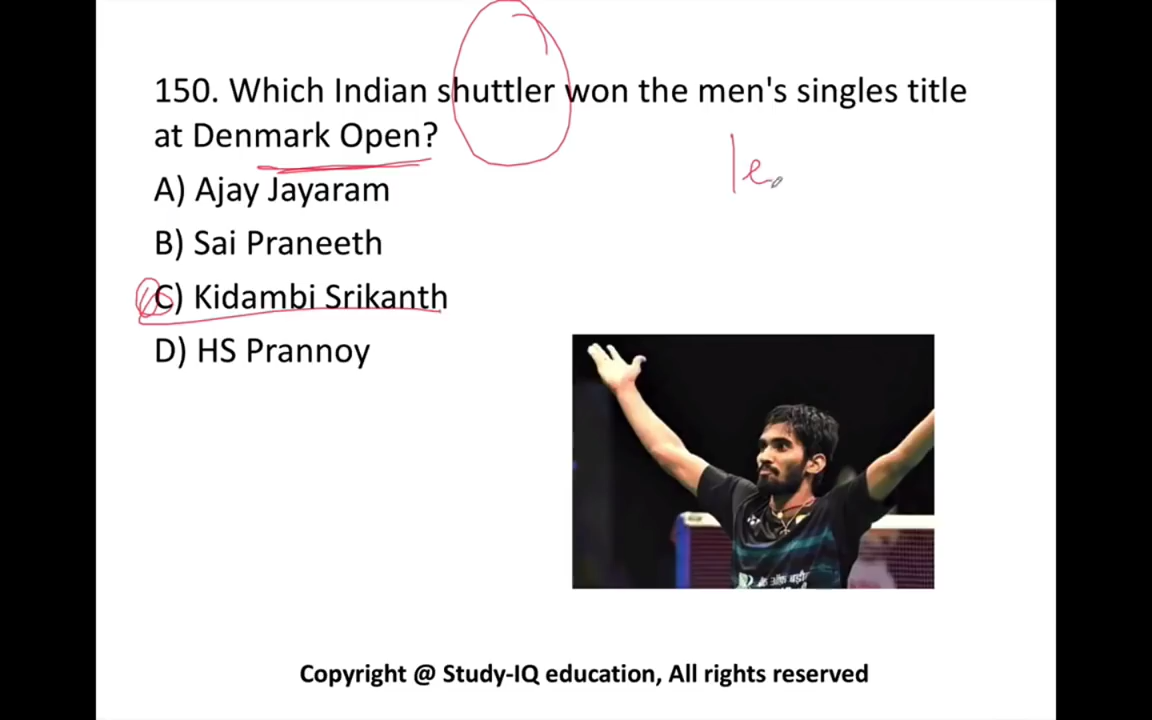 150. Which Indian shuttler won the men's singles title
at Denmark Open?
le
A) Ajay Jayaram
B) Sai Praneeth
C) Kidambi Srikanth
D) HS Prannoy
Copyright @ Study-IQ education, All rights reserved